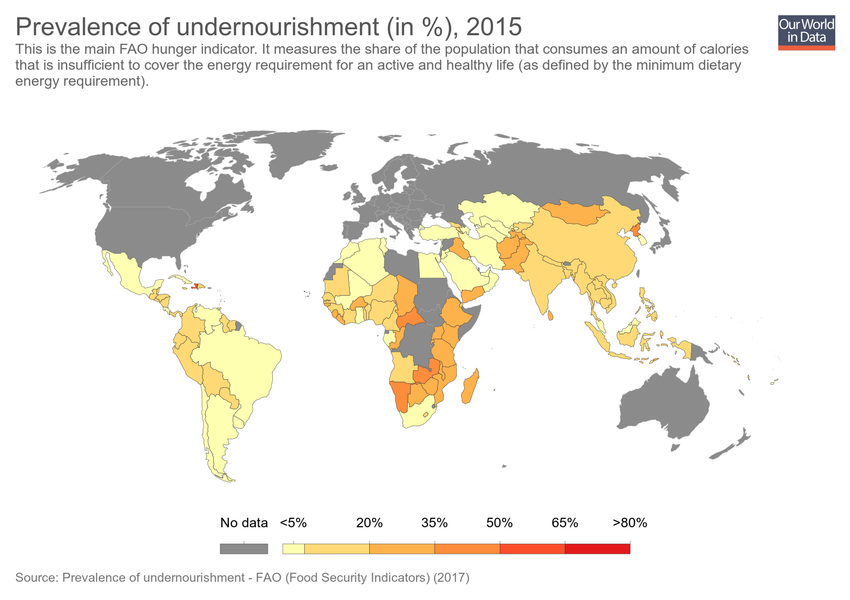 Prevalence of undernourishment (in %), 2015
Our World
in Data
This is the main FAO hunger indicator. It measures the share of the population that consumes an amount of calories
that is insufficient to cover the energy requirement for an active and healthy life (as defined by the minimum dietary
energy requirement).
No data <5% 20% 35% 50% 65% >80%
Source: Prevalence of undernourishment - FAO (Food Security Indicators) (2017)